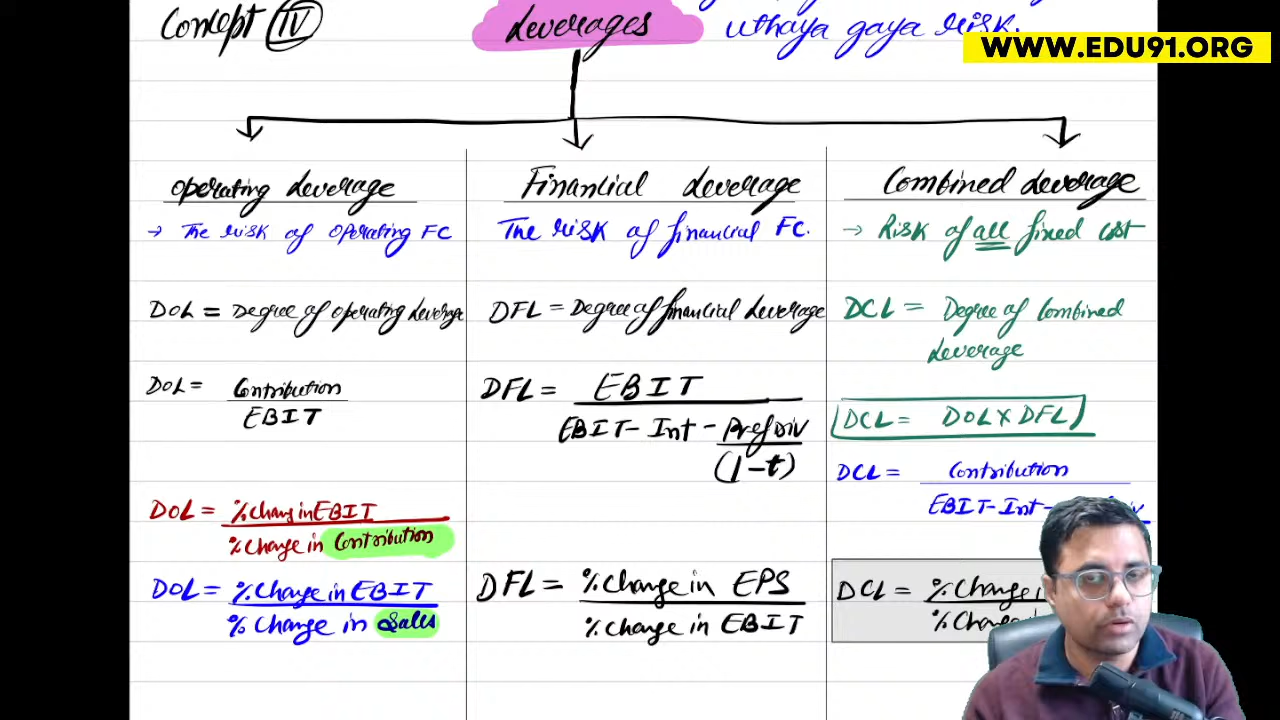 Concept IV
Leverages
uthaya gaya risk.
WWW.EDU91.ORG
Operating Leverage
→ The risk of operating FC
DOL = Degree of operating leverage
DOL = Contribution
EBIT
DOL = % Chang in EBIT
% Change in Contribution
DOL = % Change in EBIT
% Change in Sales
Financial Leverage
The risk of financial FC.
DFL = Degree of financial Leverage
DFL = EBIT
EBIT - Int - Pref Div
(1-t)
DFL = % Change in EPS
% Change in EBIT
Combined Leverage
→ Risk of all fixed cost
DCL = Degree of Combined
Leverage
DCL = DOL X DFL
DCL = Contribution
EBIT - Int -
DCL = % Change
% Change